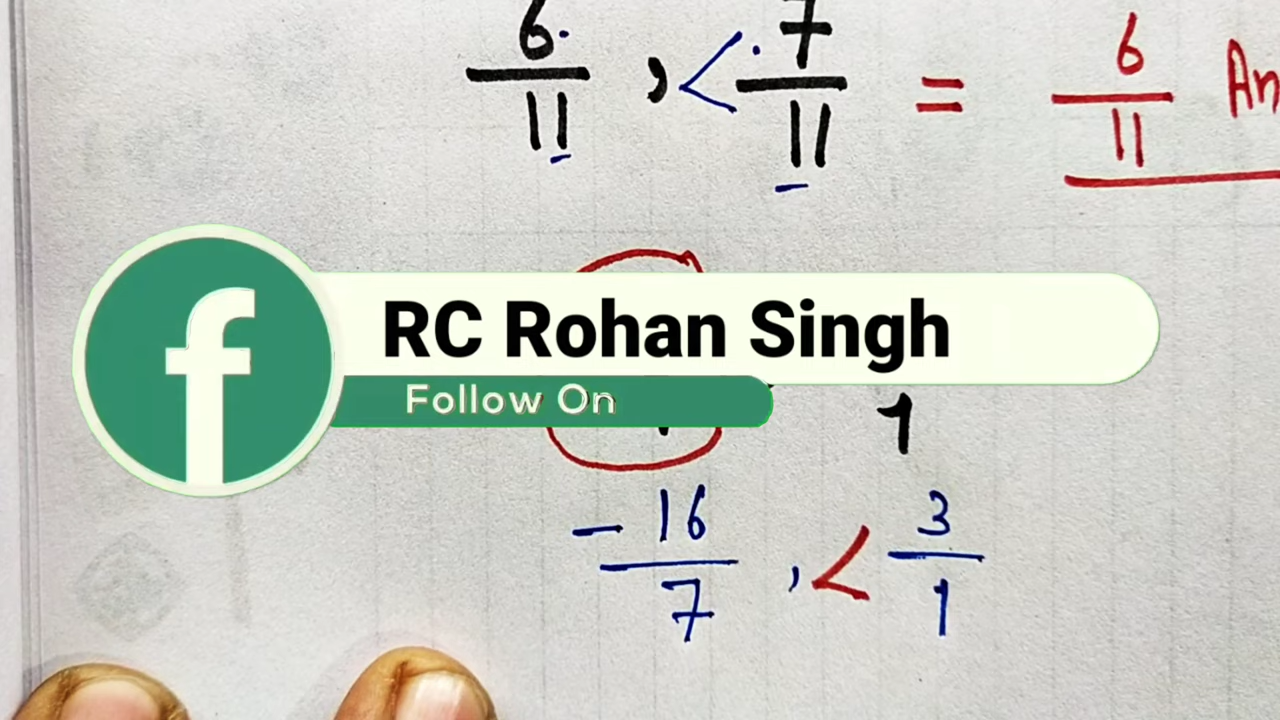 6/11 , < 7/11 = 6/11 An
RC Rohan Singh
Follow On
1
-16/7 , < 3/1